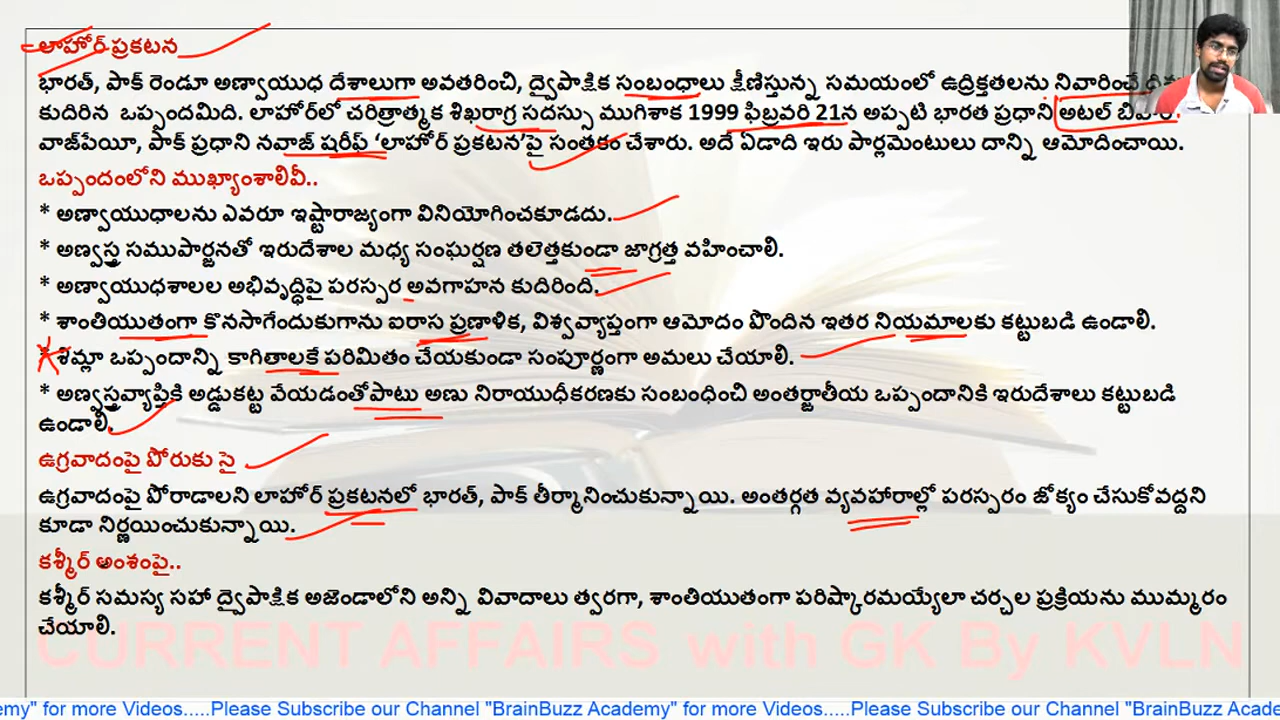 లాహోర్ ప్రకటన
భారత్, పాక్ రెండూ అణ్వాయుధ దేశాలుగా అవతరించి, ద్వైపాక్షిక సంబంధాలు క్షీణిస్తున్న సమయంలో ఉద్రిక్తతలను నివారించే
కుదిరిన ఒప్పందమిది. లాహోర్‌లో చరిత్రాత్మక శిఖరాగ్ర సదస్సు ముగిశాక 1999 ఫిబ్రవరి 21న అప్పటి భారత ప్రధాని అటల్
వాజ్‌పేయీ, పాక్ ప్రధాని నవాజ్ షరీఫ్ ‘లాహోర్ ప్రకటన’పై సంతకం చేశారు. అదే ఏడాది ఇరు పార్లమెంటులు దాన్ని ఆమోదించాయి.
ఒప్పందంలోని ముఖ్యాంశాలివీ..
* అణ్వాయుధాలను ఎవరూ ఇష్టారాజ్యంగా వినియోగించకూడదు.
* అణ్వస్త్ర సముపార్జనతో ఇరుదేశాల మధ్య సంఘర్షణ తలెత్తకుండా జాగ్రత్త వహించాలి.
* అణ్వాయుధశాలల అభివృద్ధిపై పరస్పర అవగాహన కుదిరింది.
* శాంతియుతంగా కొనసాగేందుకుగాను ఐరాస ప్రణాళిక, విశ్వవ్యాప్తంగా ఆమోదం పొందిన ఇతర నియమాలకు కట్టుబడి ఉండాలి.
* శిమ్లా ఒప్పందాన్ని కాగితాలకే పరిమితం చేయకుండా సంపూర్ణంగా అమలు చేయాలి.
* అణ్వస్త్రవ్యాప్తికి అడ్డుకట్ట వేయడంతోపాటు అణు నిరాయుధీకరణకు సంబంధించి అంతర్జాతీయ ఒప్పందానికి ఇరుదేశాలు కట్టుబడి
ఉండాలి.
ఉగ్రవాదంపై పోరుకు సై
ఉగ్రవాదంపై పోరాడాలని లాహోర్ ప్రకటనలో భారత్, పాక్ తీర్మానించుకున్నాయి. అంతర్గత వ్యవహారాల్లో పరస్పరం జోక్యం చేసుకోవద్దని
కూడా నిర్ణయించుకున్నాయి.
కశ్మీర్ అంశంపై..
కశ్మీర్ సమస్య సహా ద్వైపాక్షిక అజెండాలోని అన్ని వివాదాలు త్వరగా, శాంతియుతంగా పరిష్కారమయ్యేలా చర్చల ప్రక్రియను ముమ్మరం
చేయాలి.
CURRENT AFFAIRS with GK By KVLN
emy" for more Videos.....Please Subscribe our Channel "BrainBuzz Academy" for more Videos.....Please Subscribe our Channel "BrainBuzz Acade